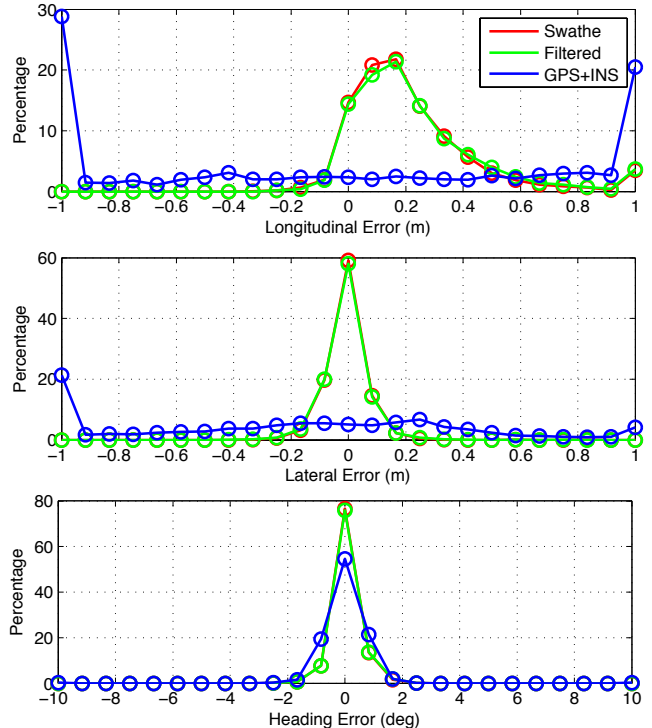 30
20
10
0
Percentage
Swathe
Filtered
GPS+INS
−1 −0.8 −0.6 −0.4 −0.2 0 0.2 0.4 0.6 0.8 1
Longitudinal Error (m)
60
40
20
0
Percentage
−1 −0.8 −0.6 −0.4 −0.2 0 0.2 0.4 0.6 0.8 1
Lateral Error (m)
80
60
40
20
0
Percentage
−10 −8 −6 −4 −2 0 2 4 6 8 10
Heading Error (deg)